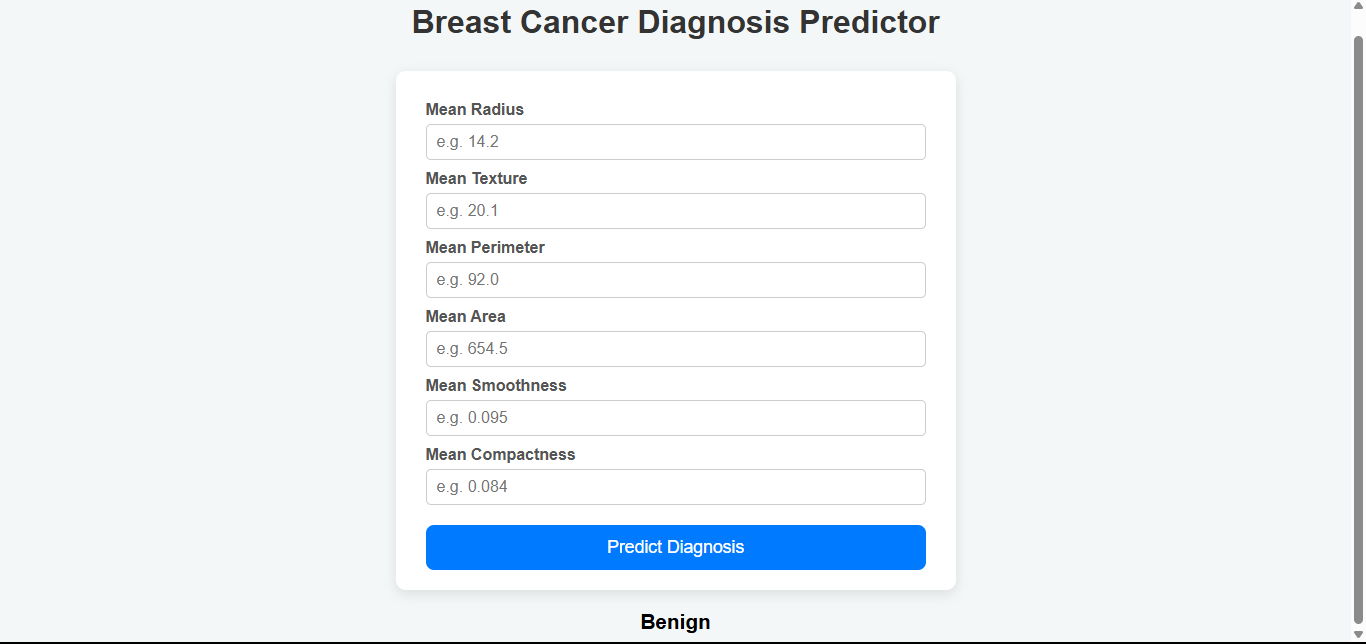 Breast Cancer Diagnosis Predictor
Mean Radius
e.g. 14.2
Mean Texture
e.g. 20.1
Mean Perimeter
e.g. 92.0
Mean Area
e.g. 654.5
Mean Smoothness
e.g. 0.095
Mean Compactness
e.g. 0.084
Predict Diagnosis
Benign